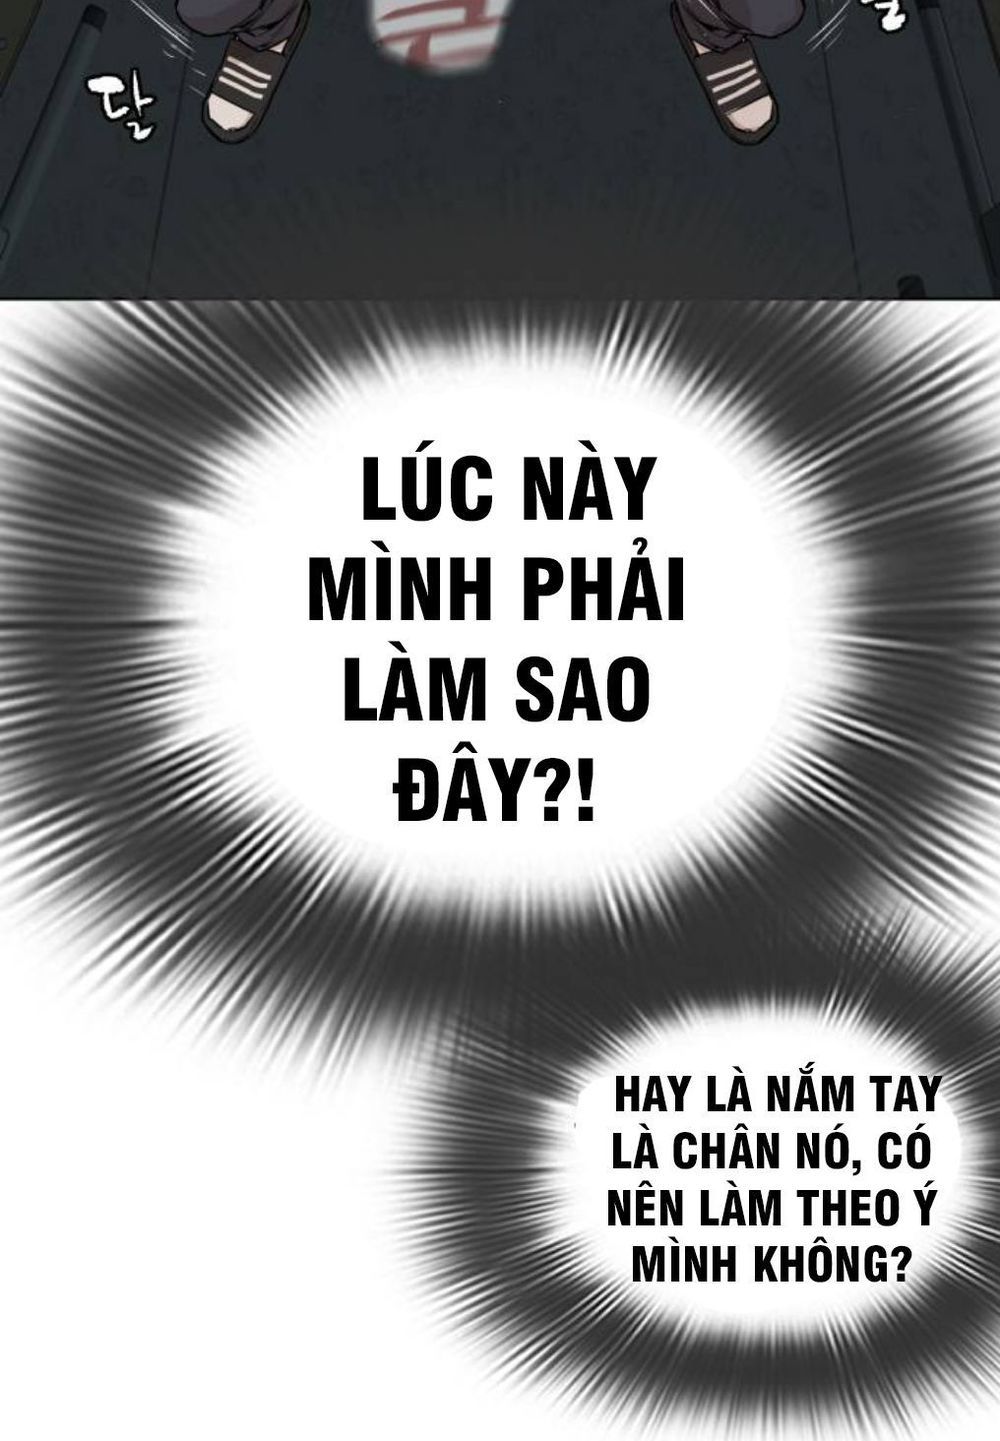 달
LÚC NÀY
MÌNH PHẢI
LÀM SAO
ĐÂY?!
HAY LÀ NẮM TAY
LÀ CHÂN NÓ, CÓ
NÊN LÀM THEO Ý
MÌNH KHÔNG?